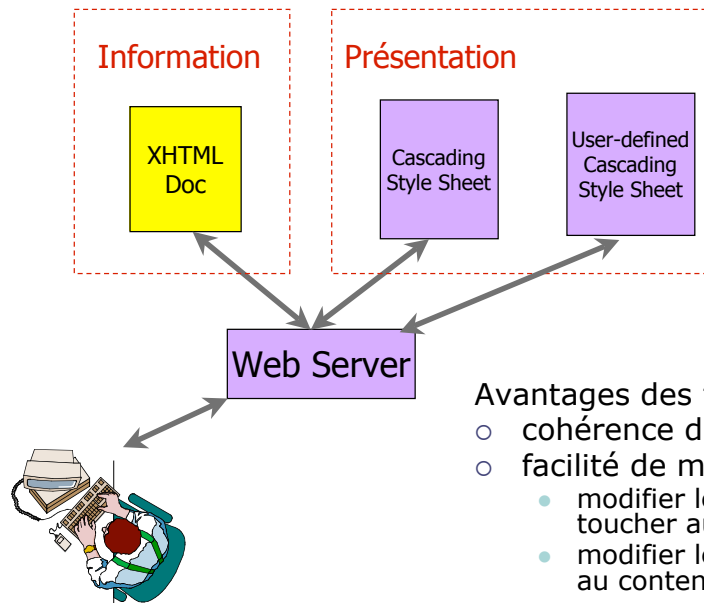 Information
Présentation
XHTML
Doc
Cascading
Style Sheet
User-defined
Cascading
Style Sheet
Web Server
Avantages des
cohérence
facilité de
modifier
toucher
modifier
au